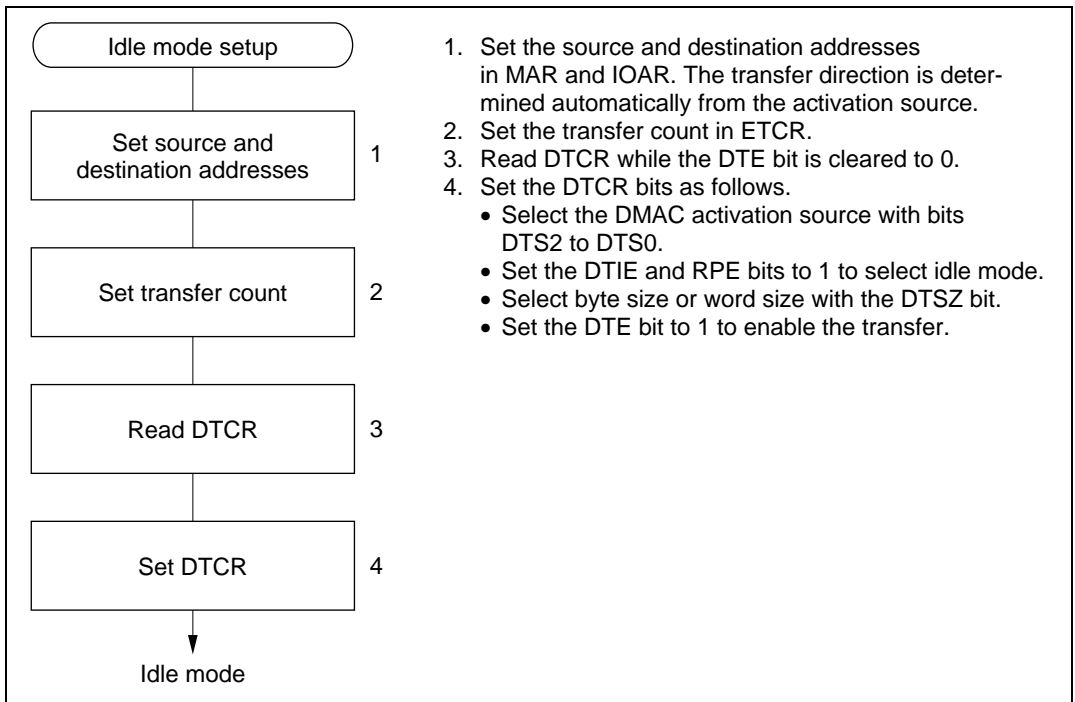 Idle mode setup
Set source and
destination addresses
1
Set transfer count
2
Read DTCR
3
Set DTCR
4
Idle mode
1. Set the source and destination addresses
in MAR and IOAR. The transfer direction is deter-
mined automatically from the activation source.
2. Set the transfer count in ETCR.
3. Read DTCR while the DTE bit is cleared to 0.
4. Set the DTCR bits as follows.
• Select the DMAC activation source with bits
DTS2 to DTS0.
• Set the DTIE and RPE bits to 1 to select idle mode.
• Select byte size or word size with the DTSZ bit.
• Set the DTE bit to 1 to enable the transfer.